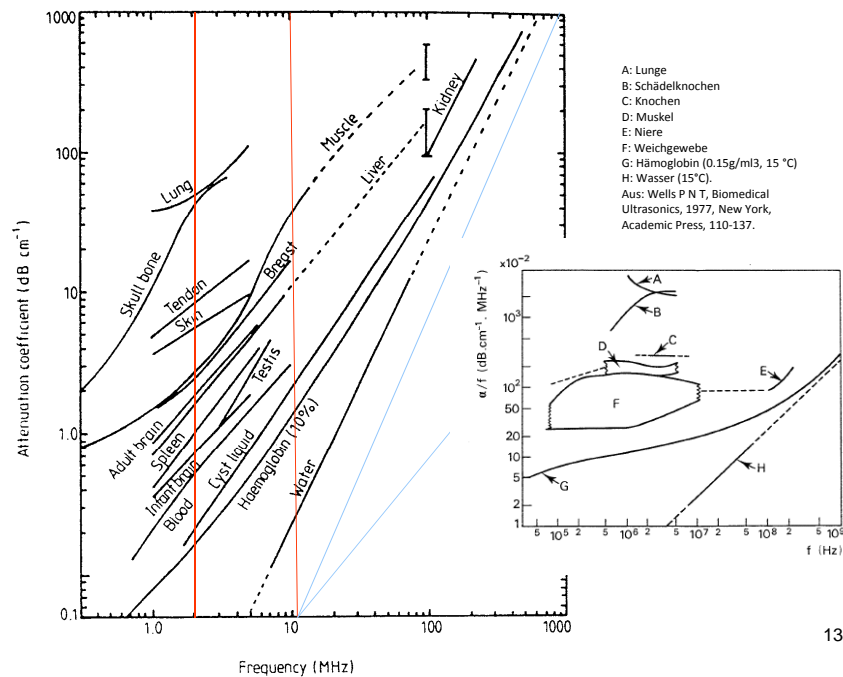 1000
100
10
1.0
0.1
Attenuation coefficient (dB cm⁻¹)
Lung
Skull bone
Tendon
Skin
Breast
Muscle
Liver
Kidney
Adult brain
Spleen
Infant brain
Blood
Testis
Cyst liquid
Haemoglobin (10%)
Water
1.0
10
100
1000
Frequency (MHz)
A: Lunge
B: Schädelknochen
C: Knochen
D: Muskel
E: Niere
F: Weichgewebe
G: Hämoglobin (0.15g/ml3, 15 °C)
H: Wasser (15°C).
Aus: Wells P N T, Biomedical
Ultrasonics, 1977, New York,
Academic Press, 110-137.
x10⁻²
10³
10²
50
20
10
5
2
1
α/f (dB.cm⁻¹. MHz⁻¹)
A
B
C
D
E
F
G
H
5 10⁵ 2 5 10⁶ 2 5 10⁷ 2 5 10⁸ 2 5 10⁹
f (Hz)
13